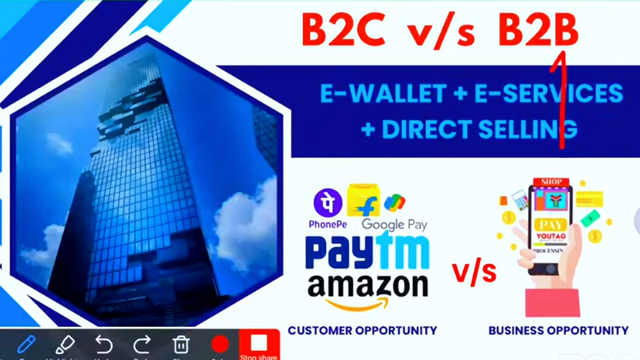 B2C v/s B2B
E-WALLET + E-SERVICES
+ DIRECT SELLING
पे
PhonePe
Google Pay
paytm
amazon
v/s
SHOP
PAY
YOUTAG
PROCESSIN
CUSTOMER OPPORTUNITY
BUSINESS OPPORTUNITY
Stop share